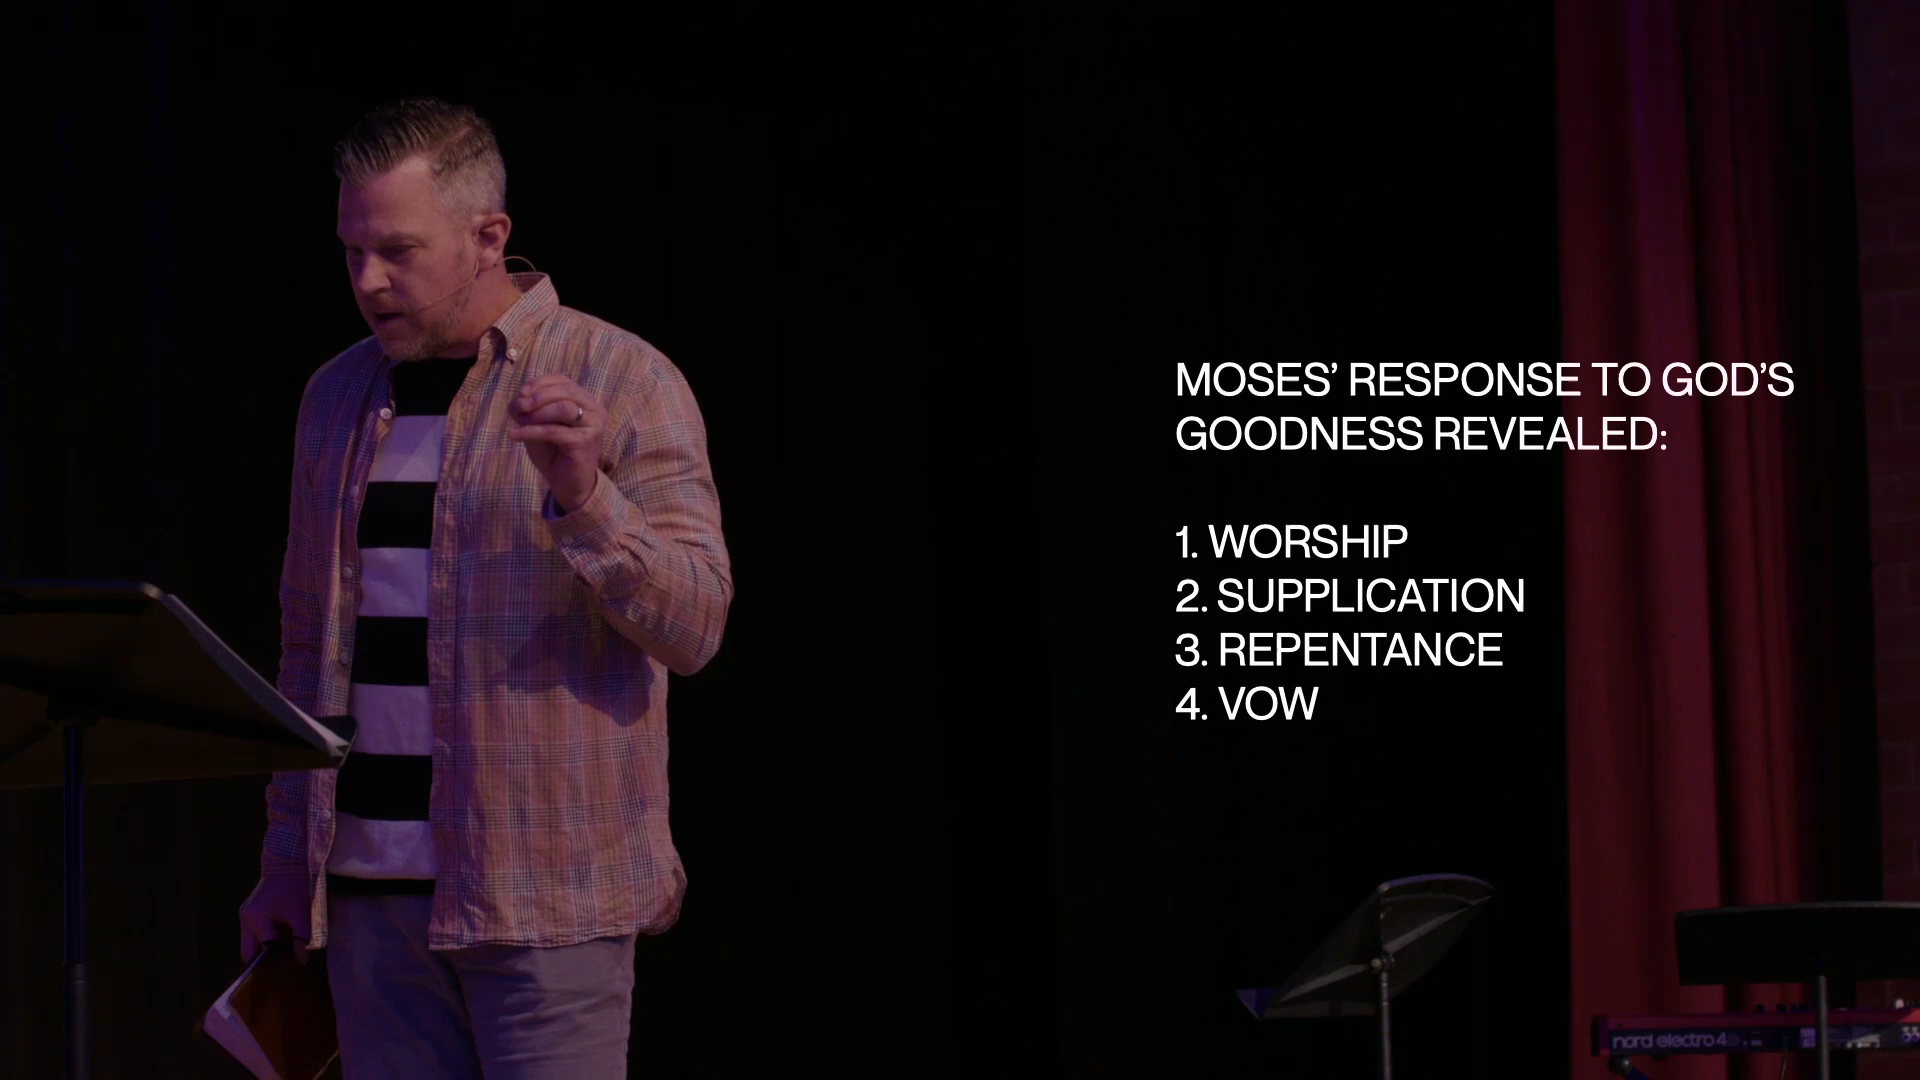 MOSES’ RESPONSE TO GOD’S
GOODNESS REVEALED:
1. WORSHIP
2. SUPPLICATION
3. REPENTANCE
4. VOW
nord electro 4